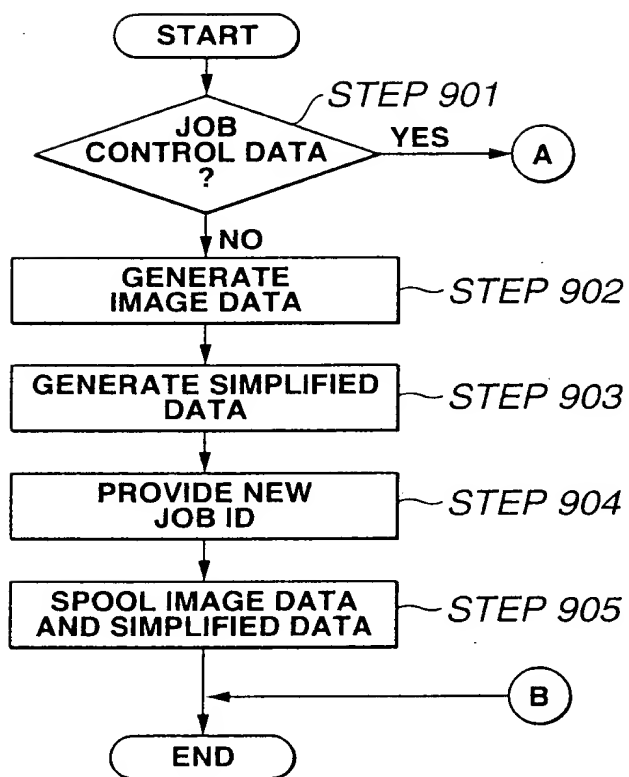 START
STEP 901
JOB
CONTROL DATA
?
YES
A
NO
GENERATE
IMAGE DATA
STEP 902
GENERATE SIMPLIFIED
DATA
STEP 903
PROVIDE NEW
JOB ID
STEP 904
SPOOL IMAGE DATA
AND SIMPLIFIED DATA
STEP 905
B
END